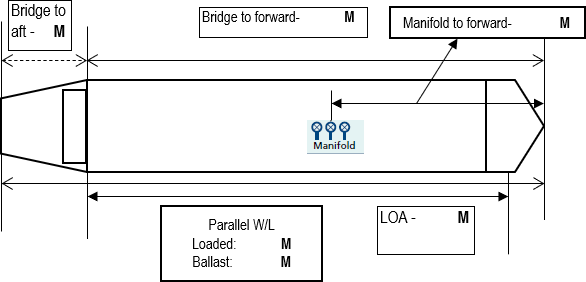 Bridge to
aft - M
Bridge to forward- M
Manifold to forward- M
Manifold
Parallel W/L
Loaded: M
Ballast: M
LOA - M